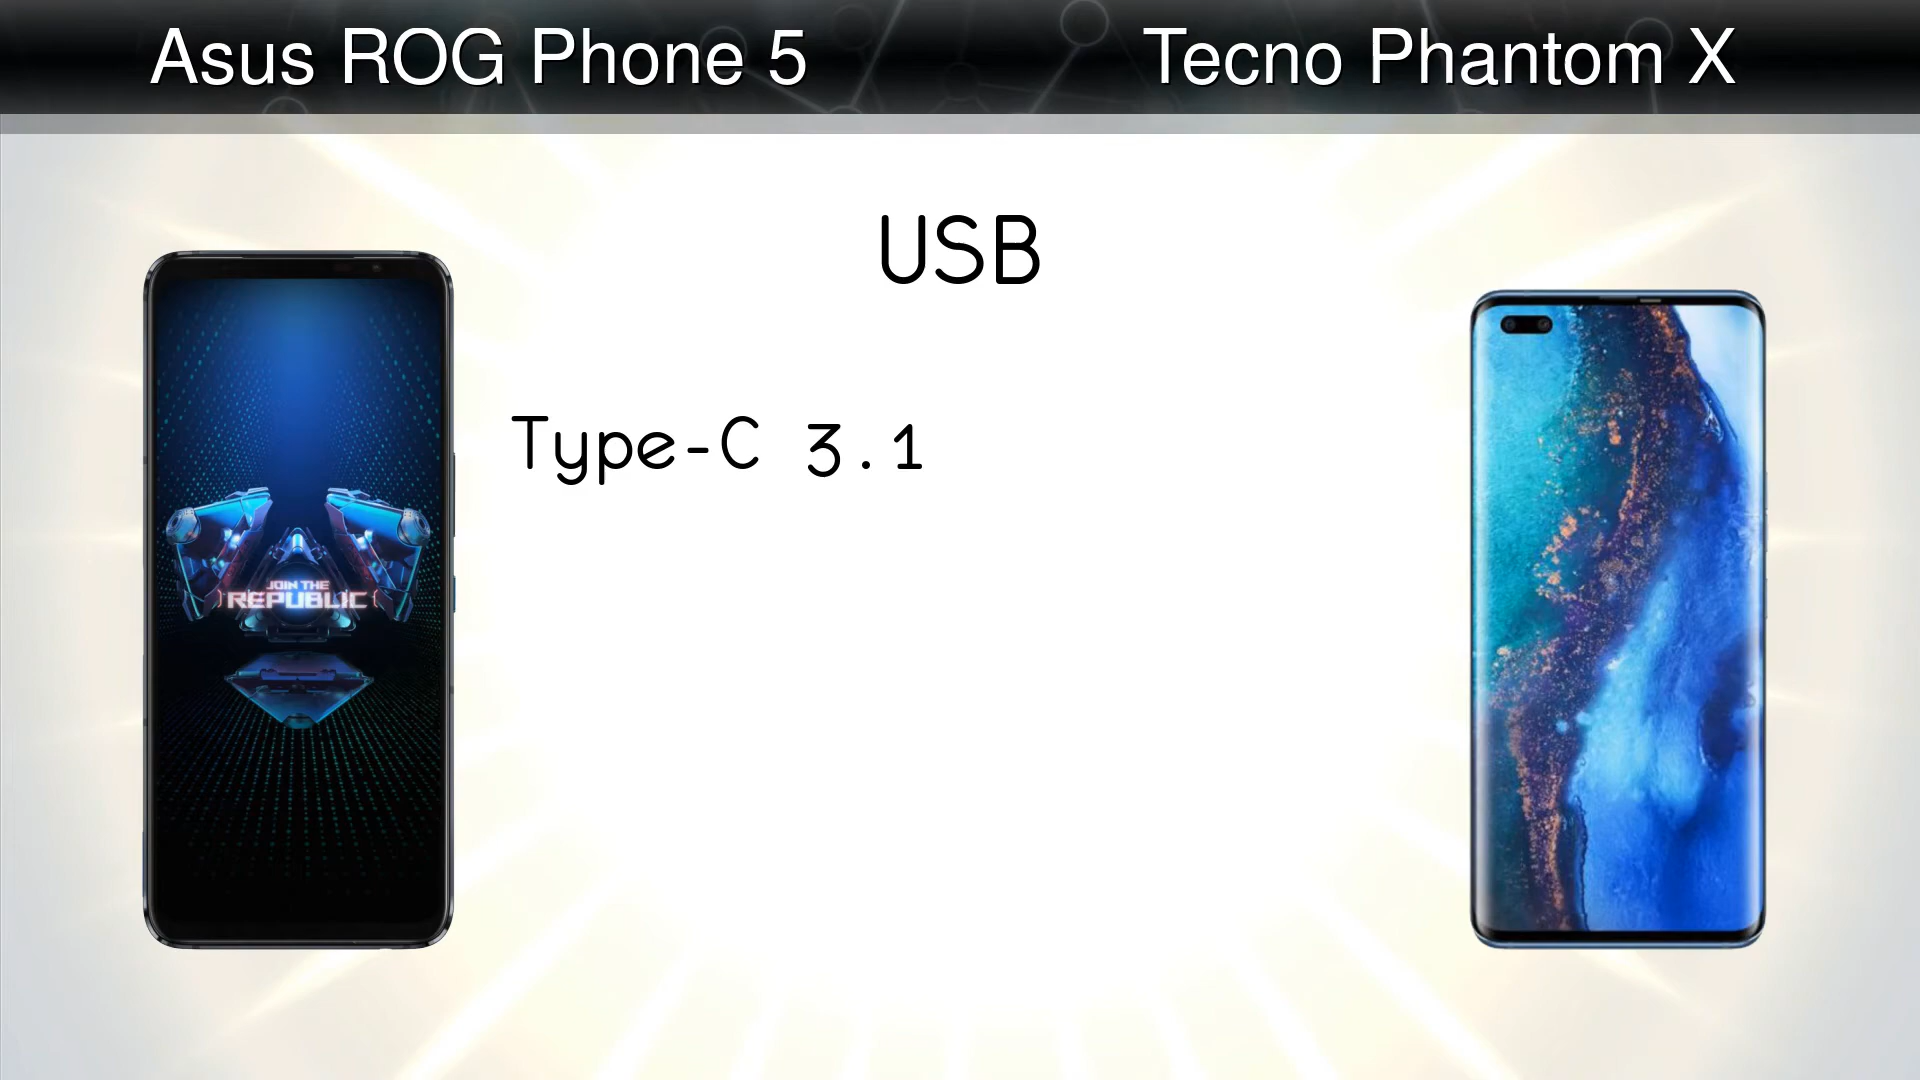 Asus ROG Phone 5
Tecno Phantom X
USB
Type-C 3.1
JOIN THE
REPUBLIC